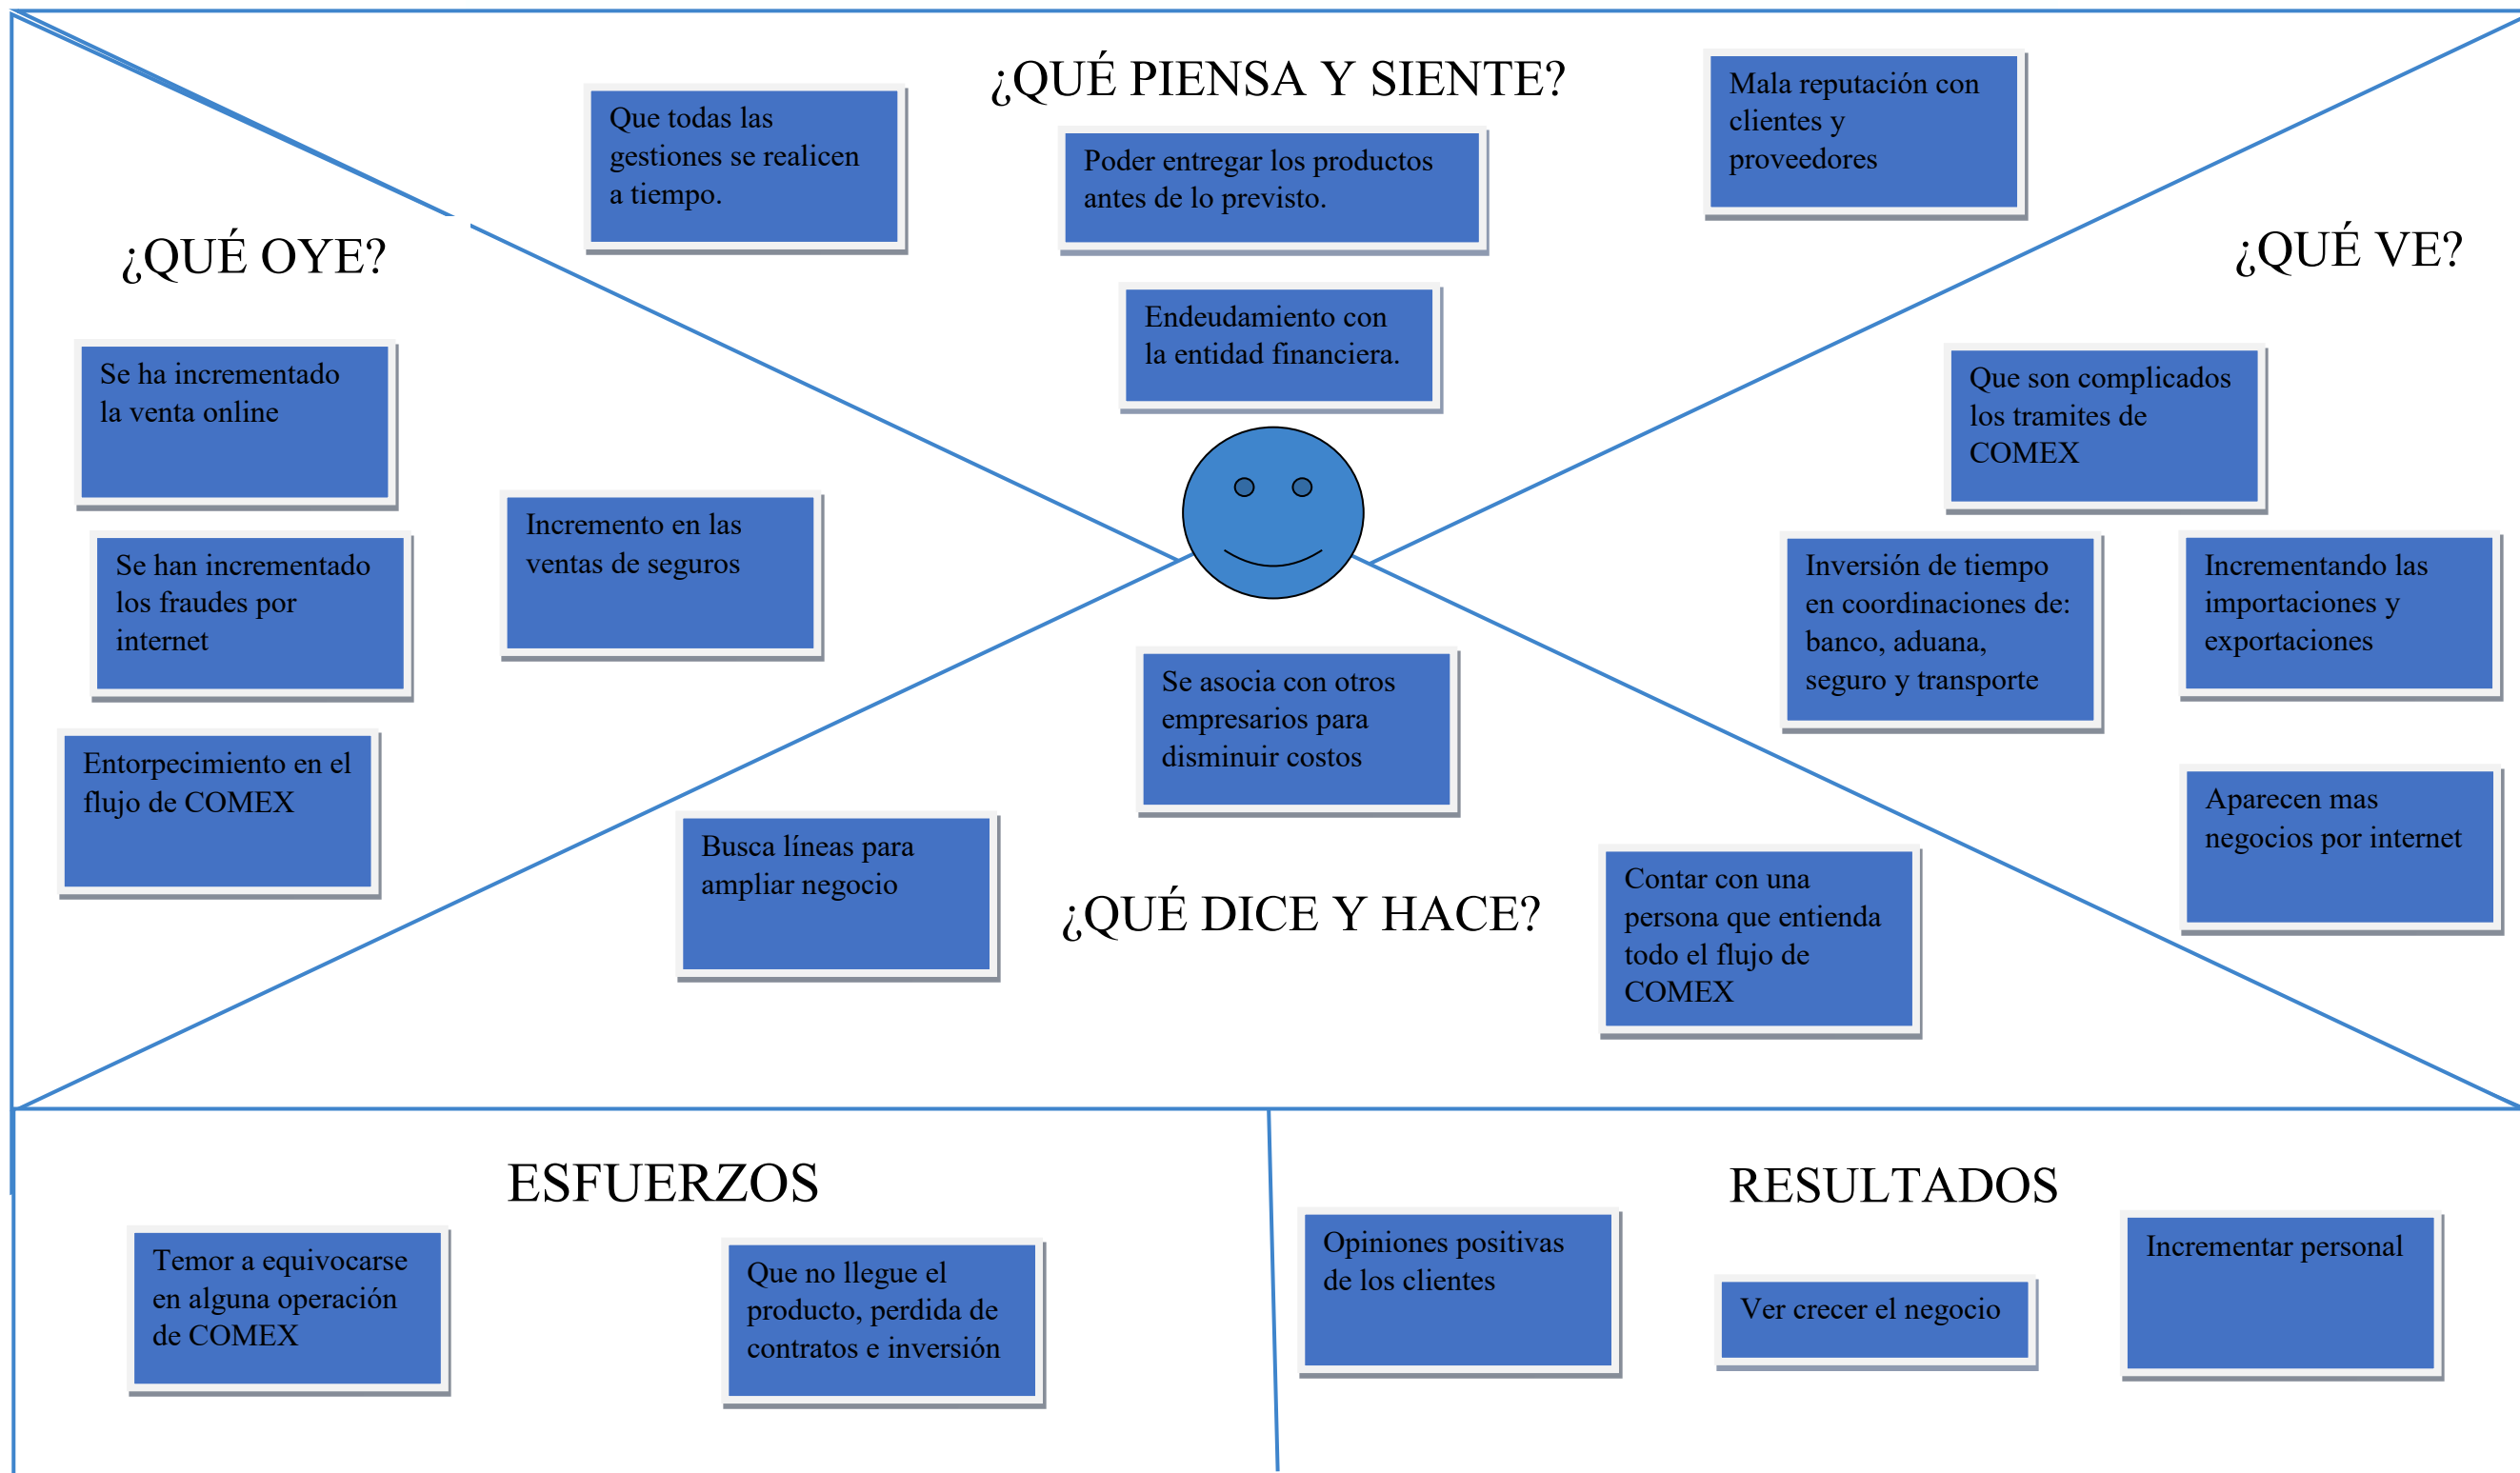 ¿QUÉ PIENSA Y SIENTE?
Que todas las
gestiones se realicen
a tiempo.
Poder entregar los productos
antes de lo previsto.
Mala reputación con
clientes y
proveedores
Endeudamiento con
la entidad financiera.
¿QUÉ OYE?
Se ha incrementado
la venta online
Se han incrementado
los fraudes por
internet
Incremento en las
ventas de seguros
Entorpecimiento en el
flujo de COMEX
¿QUÉ VE?
Que son complicados
los tramites de
COMEX
Inversión de tiempo
en coordinaciones de:
banco, aduana,
seguro y transporte
Incrementando las
importaciones y
exportaciones
Aparecen mas
negocios por internet
Se asocia con otros
empresarios para
disminuir costos
Busca líneas para
ampliar negocio
¿QUÉ DICE Y HACE?
Contar con una
persona que entienda
todo el flujo de
COMEX
ESFUERZOS
Temor a equivocarse
en alguna operación
de COMEX
Que no llegue el
producto, perdida de
contratos e inversión
RESULTADOS
Opiniones positivas
de los clientes
Ver crecer el negocio
Incrementar personal